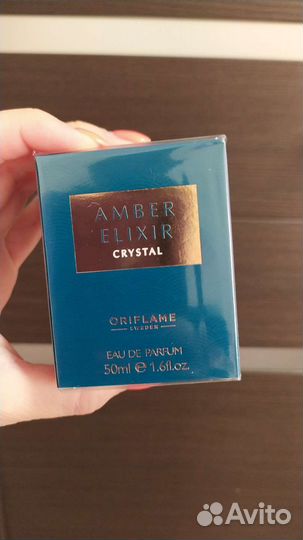 AMBER
ELIXIR
CRYSTAL
ORIFLAME
SWEDEN
EAU DE PARFUM
50ml ℮ 1.6fl.oz.
Avito